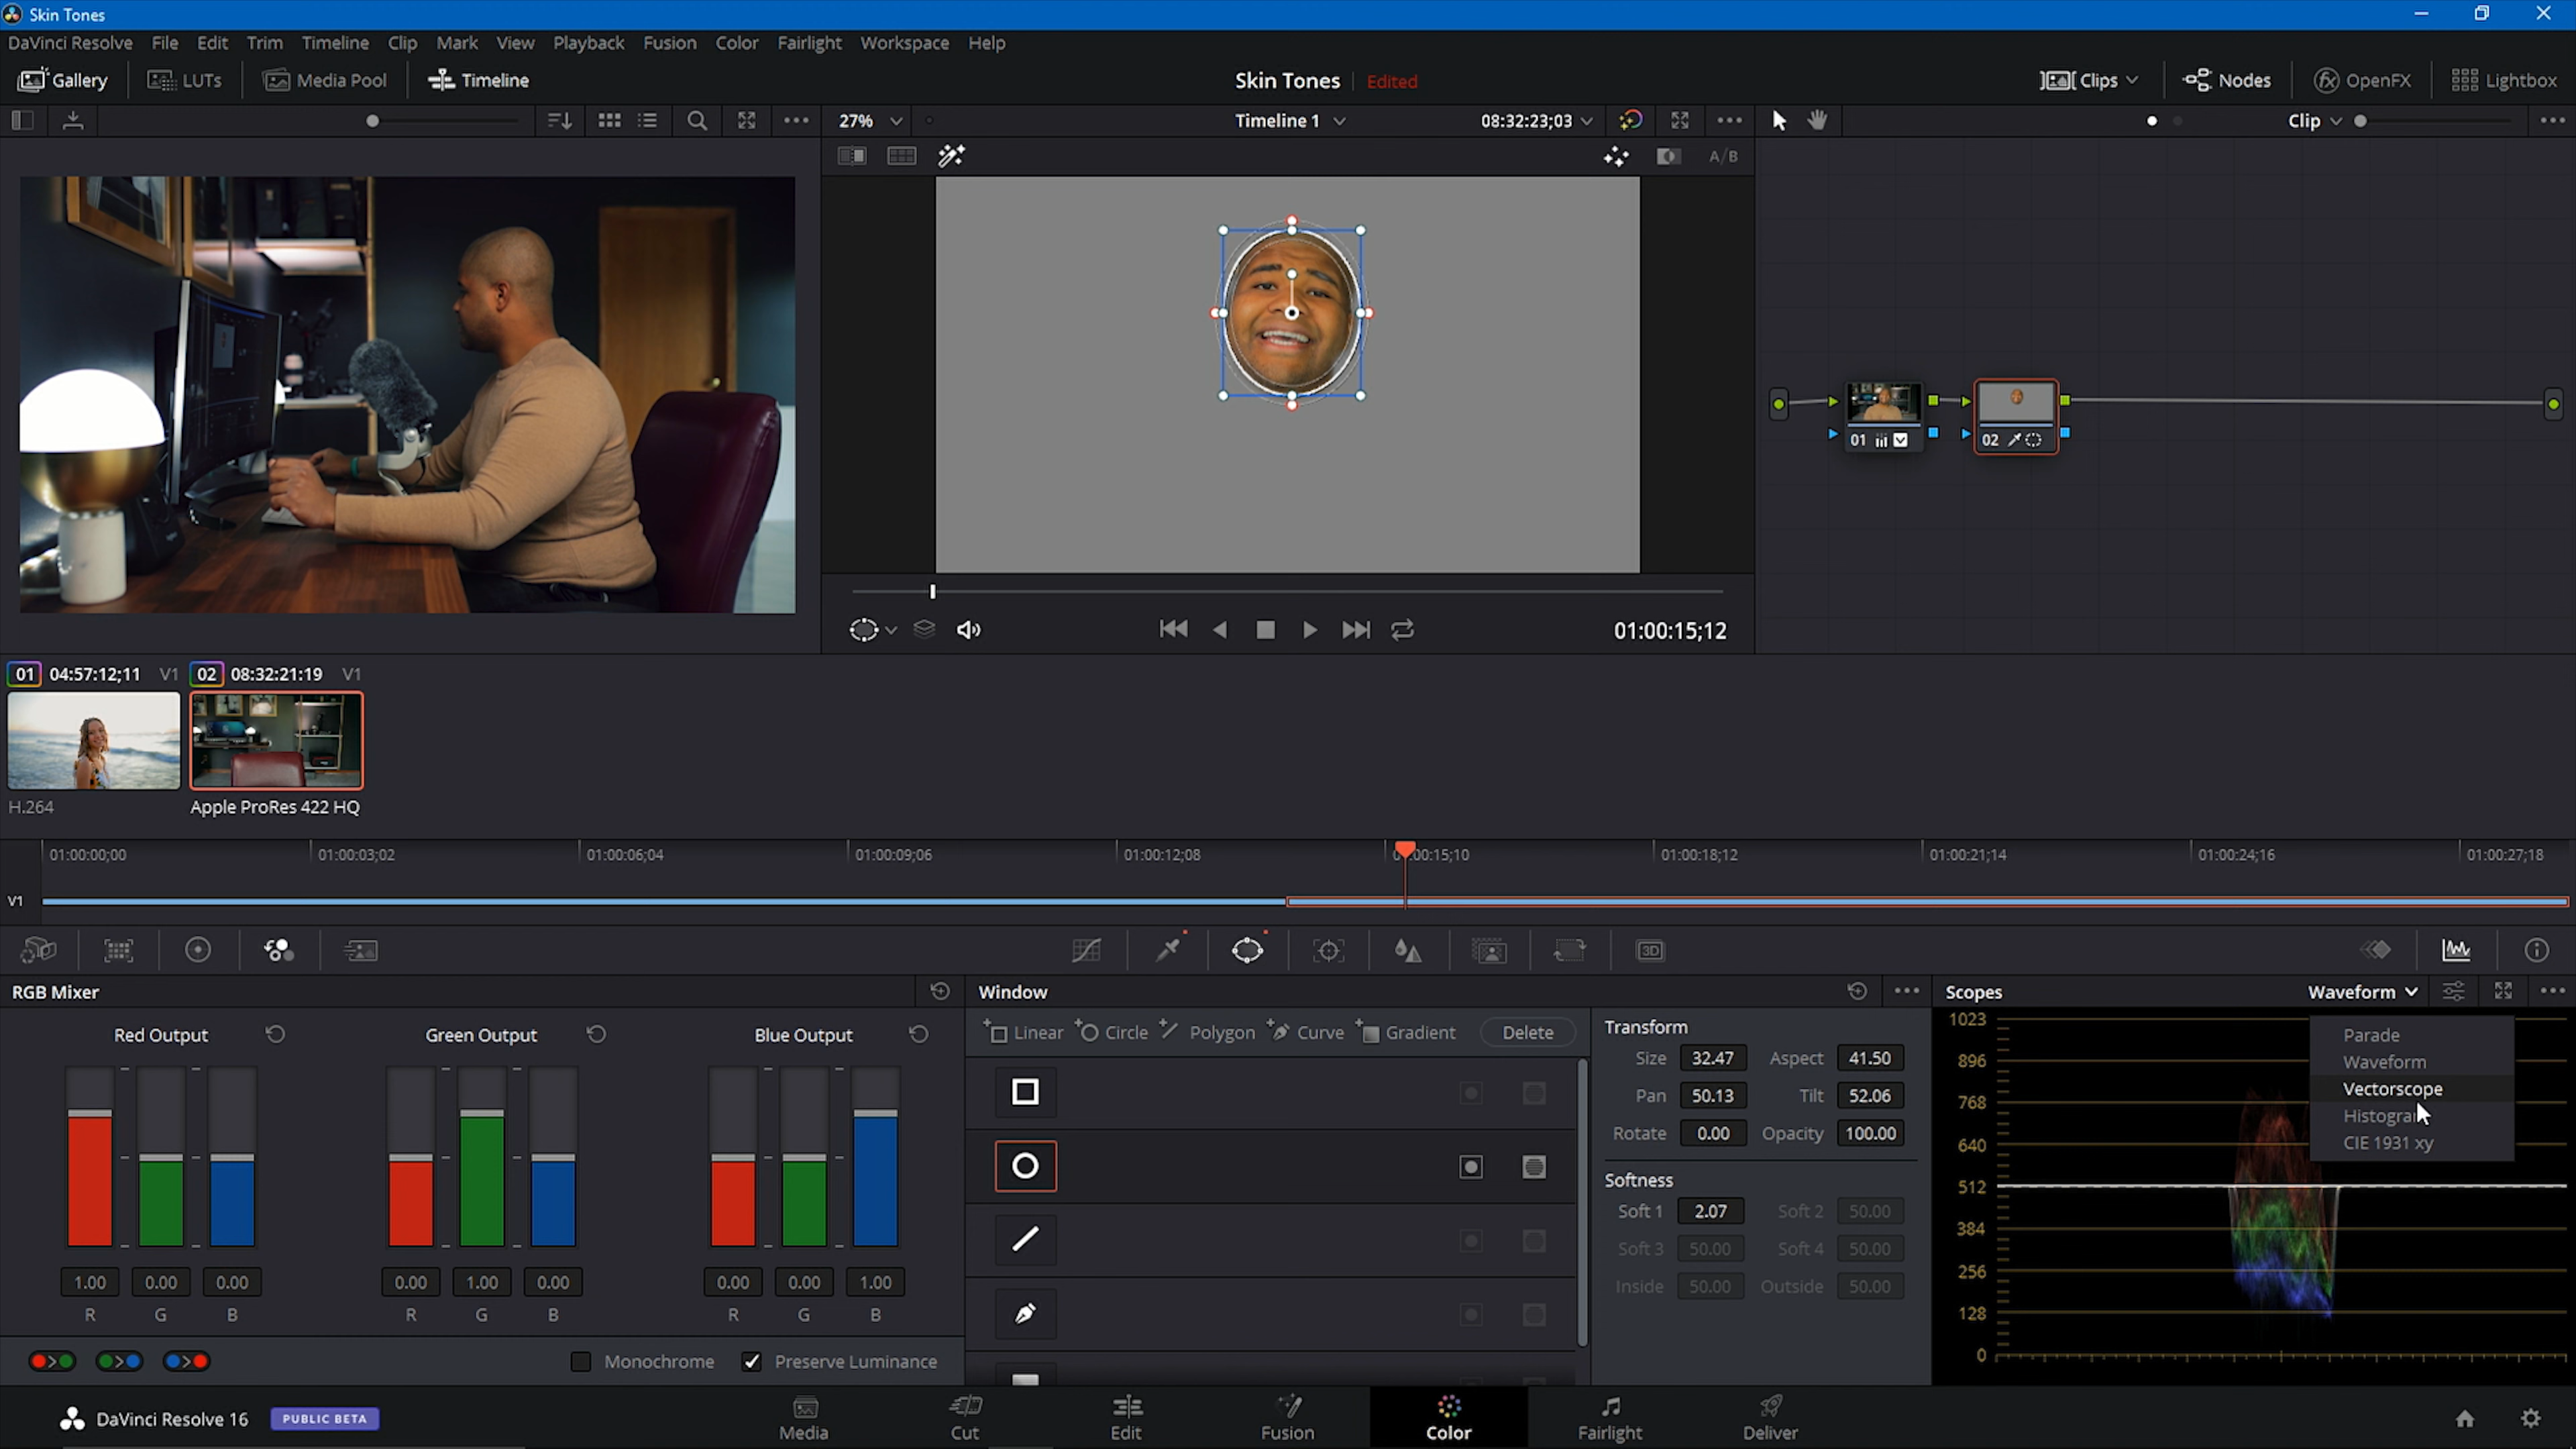 Skin Tones
DaVinci Resolve File Edit Trim Timeline Clip Mark View Playback Fusion Color Fairlight Workspace Help
Gallery LUTs Media Pool Timeline Skin Tones Edited Clips Nodes OpenFX Lightbox
27% Timeline 1 08:32:23;03 Clip
A/B
01 02
01:00:15;12
01 04:57:12;11 V1 02 08:32:21:19 V1
H.264 Apple ProRes 422 HQ
01:00:00;00 01:00:03;02 01:00:06;04 01:00:09;06 01:00:12;08 :00:15;10 01:00:18;12 01:00:21;14 01:00:24;16 01:00:27;18
V1
3D
RGB Mixer
Red Output Green Output Blue Output
1.00 0.00 0.00 0.00 1.00 0.00 0.00 0.00 1.00
R G B R G B R G B
Monochrome Preserve Luminance
Window
Linear Circle Polygon Curve Gradient Delete
Transform
Size 32.47 Aspect 41.50
Pan 50.13 Tilt 52.06
Rotate 0.00 Opacity 100.00
Softness
Soft 1 2.07 Soft 2 50.00
Soft 3 50.00 Soft 4 50.00
Inside 50.00 Outside 50.00
Scopes Waveform
Parade
Waveform
Vectorscope
Histogra
CIE 1931 xy
1023
896
768
640
512
384
256
128
0
DaVinci Resolve 16 PUBLIC BETA
Media Cut Edit Fusion Color Fairlight Deliver